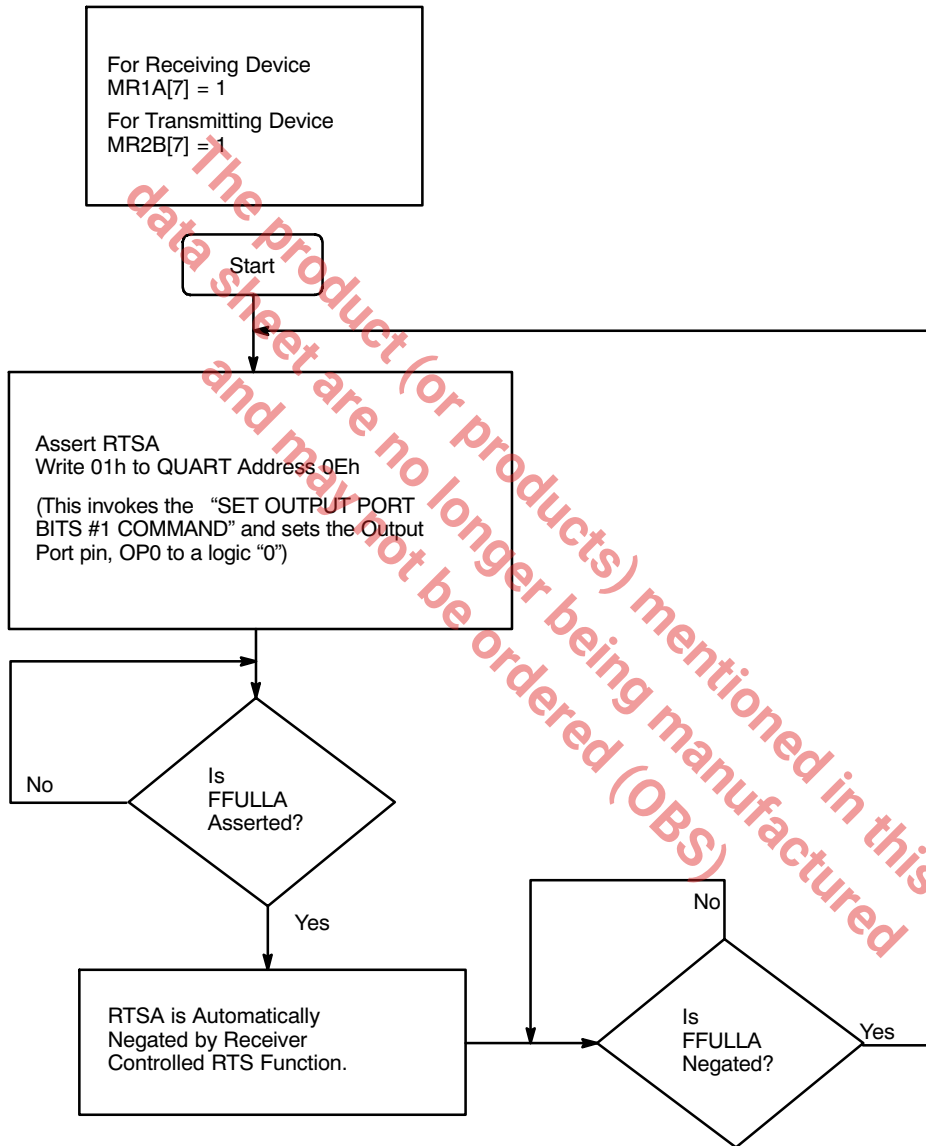 For Receiving Device
MR1A[7] = 1
For Transmitting Device
MR2B[7] = 1
Start
Assert RTSA
Write 01h to QUART Address 0Eh
(This invokes the “SET OUTPUT PORT
BITS #1 COMMAND” and sets the Output
Port pin, OP0 to a logic “0”)
Is
FFULLA
Asserted?
No
Yes
RTSA is Automatically
Negated by Receiver
Controlled RTS Function.
No
Is
FFULLA
Negated?
Yes
The product (or products) mentioned in this
data sheet are no longer being manufactured
and may not be ordered (OBS)